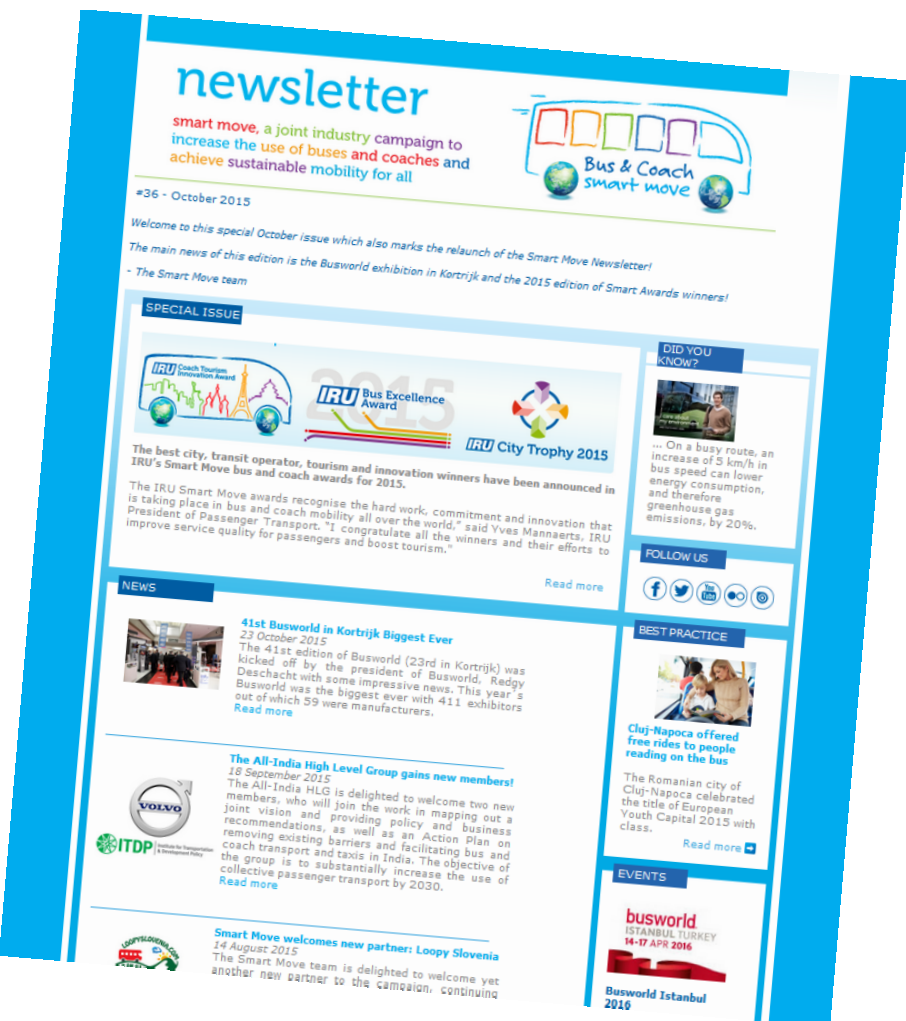 newsletter
smart move, a joint industry campaign to
increase the use of buses and coaches and
achieve sustainable mobility for all
Bus & Coach
smart move
#36 - October 2015
Welcome to this special October issue which also marks the relaunch of the Smart Move Newsletter!
The main news of this edition is the Busworld exhibition in Kortrijk and the 2015 edition of Smart Awards winners!
- The Smart Move team
SPECIAL ISSUE
IRU Coach Tourism
Innovation Award
2015
IRU Bus Excellence
Award
IRU City Trophy 2015
The best city, transit operator, tourism and innovation winners have been announced in
IRU's Smart Move bus and coach awards for 2015.
The IRU Smart Move awards recognise the hard work, commitment and innovation that
is taking place in bus and coach mobility all over the world," said Yves Mannaerts, IRU
President of Passenger Transport. "I congratulate all the winners and their efforts to
improve service quality for passengers and boost tourism."
Read more
NEWS
41st Busworld in Kortrijk Biggest Ever
23 October 2015
The 41st edition of Busworld (23rd in Kortrijk) was
kicked off by the president of Busworld, Redgy
Deschacht with some impressive news. This year's
Busworld was the biggest ever with 411 exhibitors
out of which 59 were manufacturers.
Read more
VOLVO
ITDP Institute for Transportation
& Development Policy
The All-India High Level Group gains new members!
18 September 2015
The All-India HLG is delighted to welcome two new
members, who will join the work in mapping out a
joint vision and providing policy and business
recommendations, as well as an Action Plan on
removing existing barriers and facilitating bus and
coach transport and taxis in India. The objective of
the group is to substantially increase the use of
collective passenger transport by 2030.
Read more
LOOPYSLOVENIA.COM
Smart Move welcomes new partner: Loopy Slovenia
14 August 2015
The Smart Move team is delighted to welcome yet
another new partner to the campaign, continuing
DID YOU
KNOW?
... On a busy route, an
increase of 5 km/h in
bus speed can lower
energy consumption,
and therefore
greenhouse gas
emissions, by 20%.
FOLLOW US
You
Tube
BEST PRACTICE
Cluj-Napoca offered
free rides to people
reading on the bus
The Romanian city of
Cluj-Napoca celebrated
the title of European
Youth Capital 2015 with
class.
Read more
EVENTS
busworld
ISTANBUL TURKEY
14-17 APR 2016
Busworld Istanbul
2016